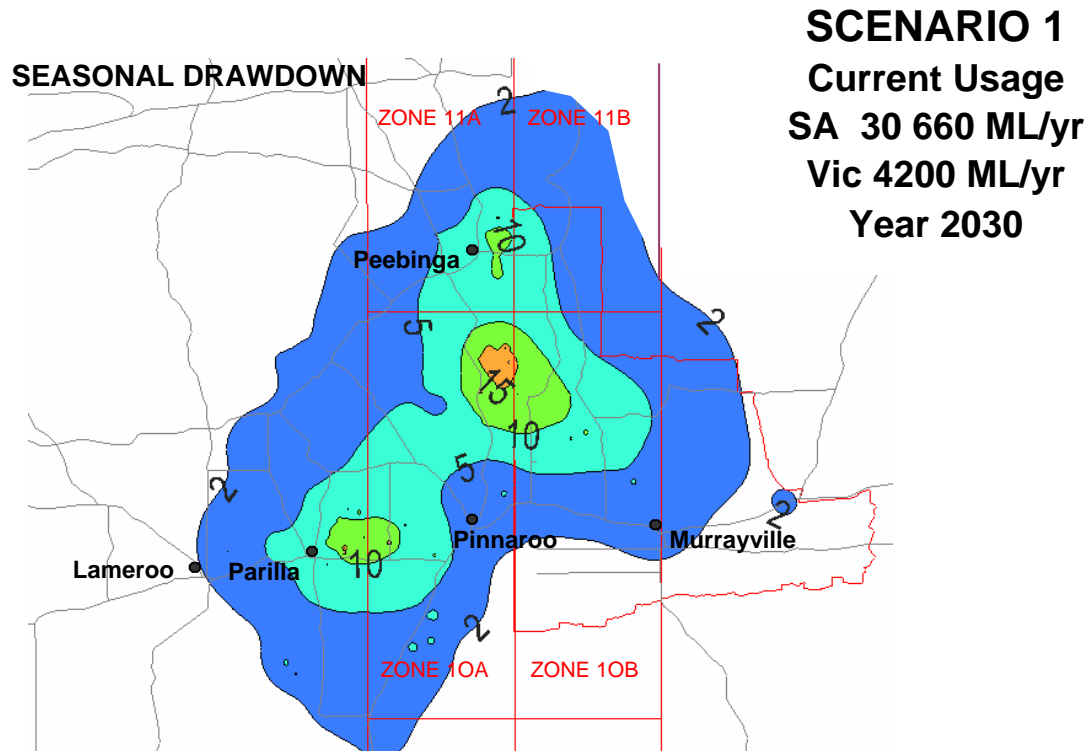 SCENARIO 1
Current Usage
SA 30 660 ML/yr
Vic 4200 ML/yr
Year 2030
SEASONAL DRAWDOWN
2
ZONE 11A
ZONE 11B
10
Peebinga
5
2
15
10
5
2
2
Pinnaroo
Murrayville
Lameroo
Parilla
10
2
ZONE 1OA
ZONE 1OB